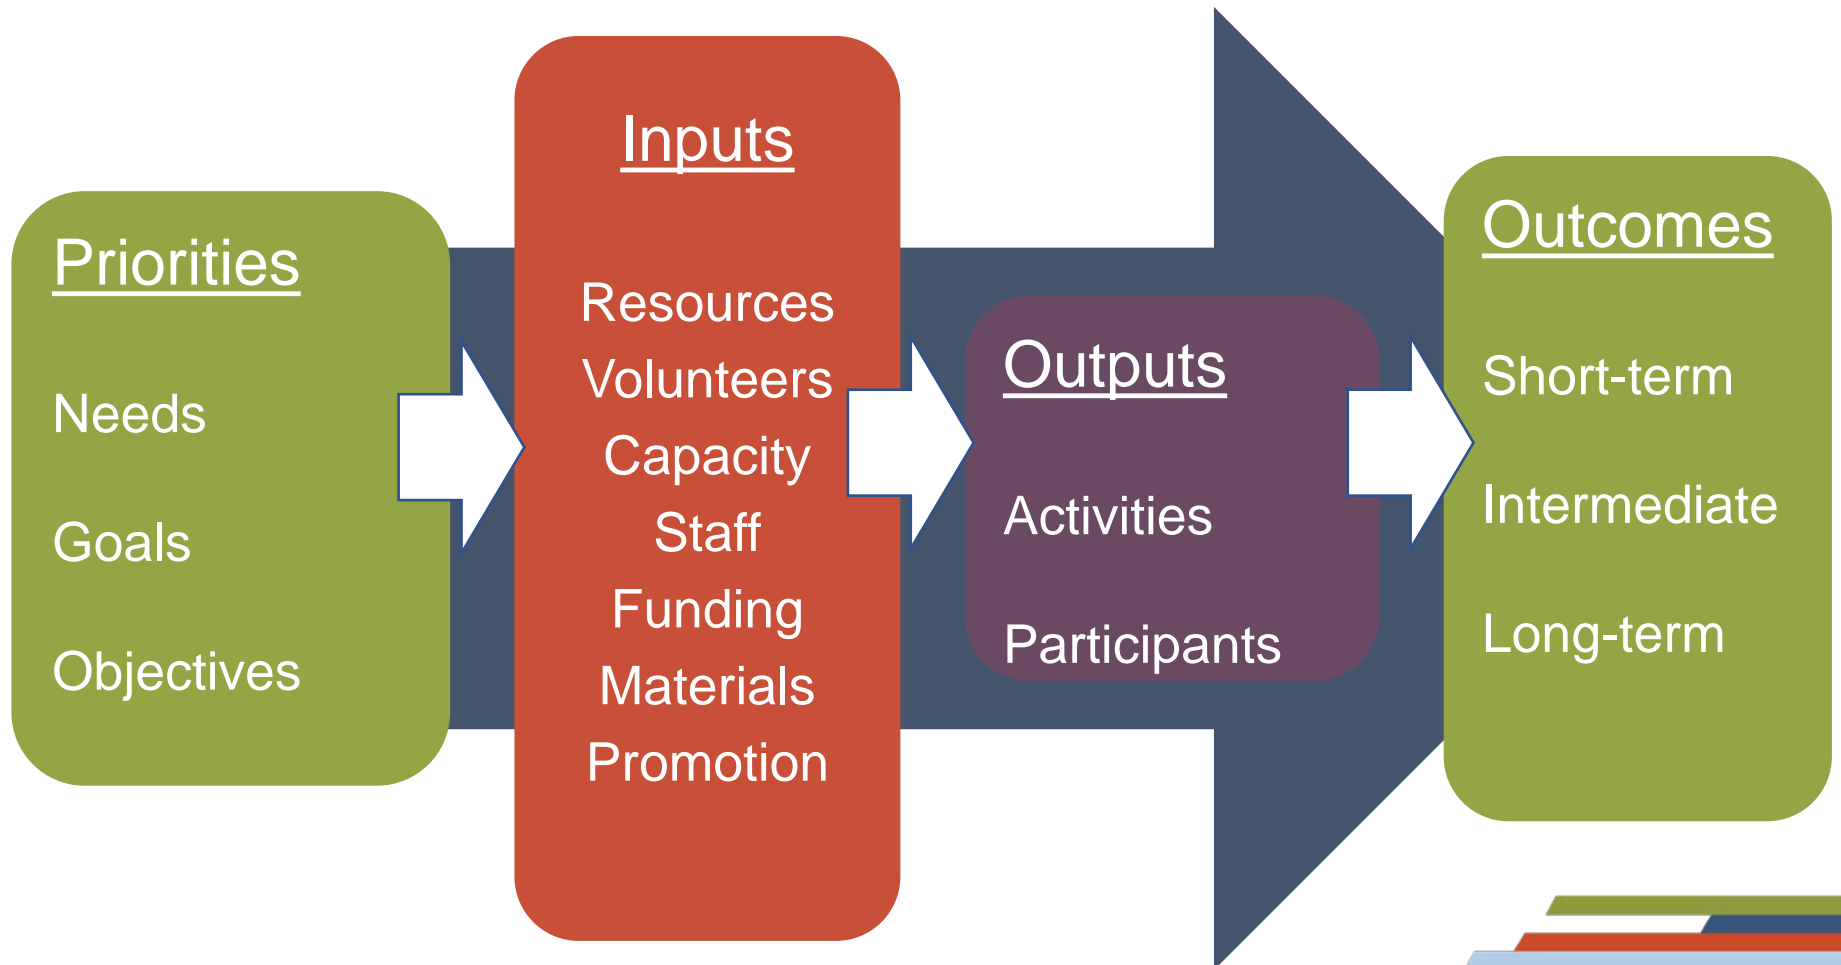 Priorities
Needs
Goals
Objectives
Inputs
Resources
Volunteers
Capacity
Staff
Funding
Materials
Promotion
Outputs
Activities
Participants
Outcomes
Short-term
Intermediate
Long-term